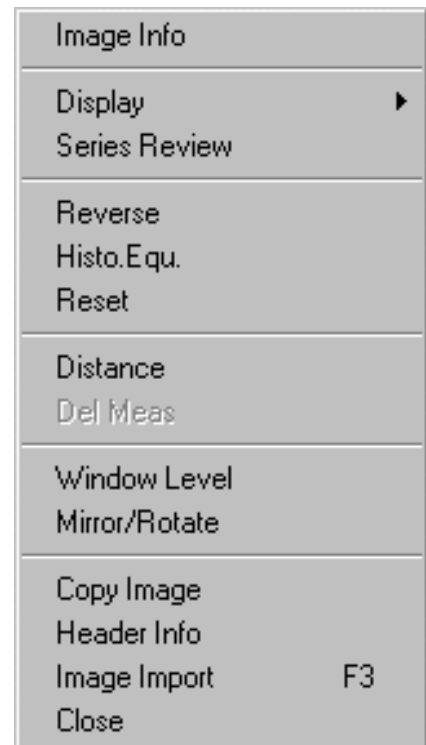 Image Info
Display
Series Review
Reverse
Histo.Equ.
Reset
Distance
Del Meas
Window Level
Mirror/Rotate
Copy Image
Header Info
Image Import F3
Close